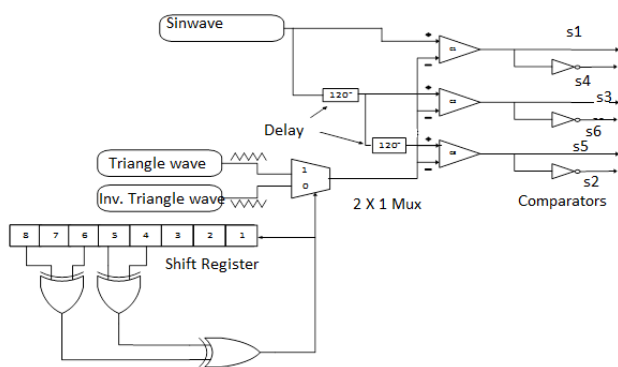 Sinwave
s1
s4
120°
s3
Delay
s6
120°
s5
Triangle wave
1
0
Inv. Triangle wave
s2
2 X 1 Mux
Comparators
8 7 6 5 4 3 2 1
Shift Register
+
-
+
-
+
-